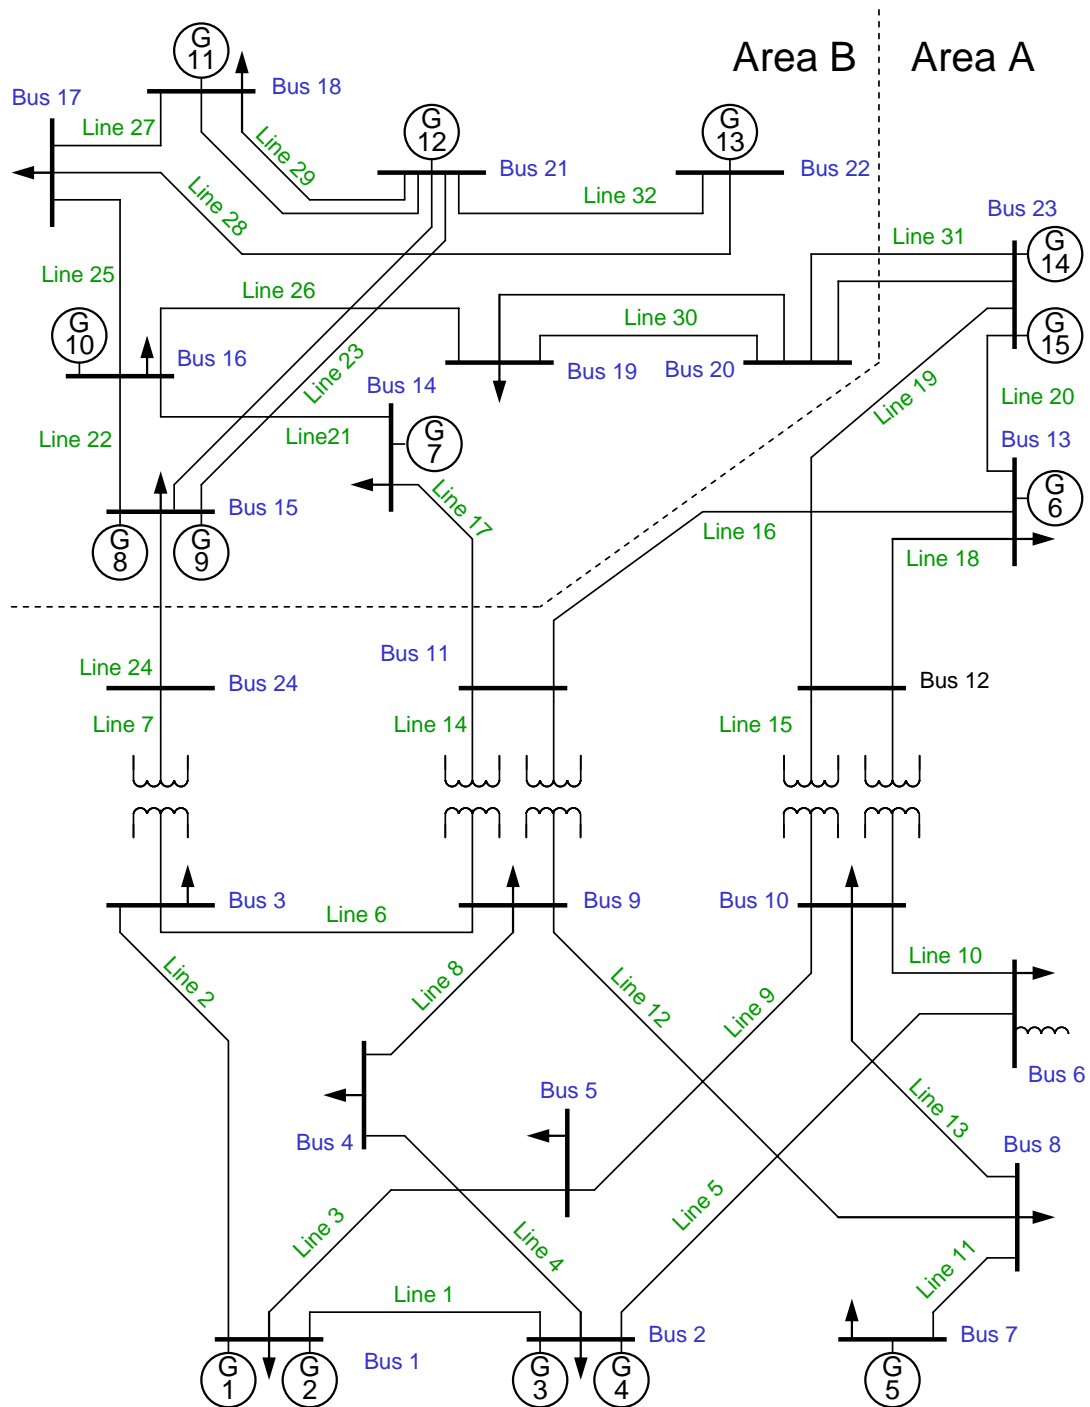 Area B
Area A
G
11
Bus 18
Bus 17
Line 27
Line 29
G
12
Bus 21
G
13
Bus 22
Line 32
Line 28
Bus 23
Line 31
G
14
Line 25
Line 26
Line 30
G
15
G
10
Bus 16
Line 23
Bus 14
Bus 19
Bus 20
Line 19
Line 20
Line 22
Line21
G
7
Bus 13
G
6
Line 17
Line 16
Bus 15
G
8
G
9
Line 18
Bus 11
Line 24
Bus 24
Bus 12
Line 7
Line 14
Line 15
Bus 3
Line 6
Bus 9
Bus 10
Line 2
Line 8
Line 12
Line 9
Line 10
Bus 6
Bus 5
Bus 4
Line 13
Bus 8
Line 3
Line 4
Line 5
Line 11
Line 1
Bus 1
Bus 2
Bus 7
G
1
G
2
G
3
G
4
G
5